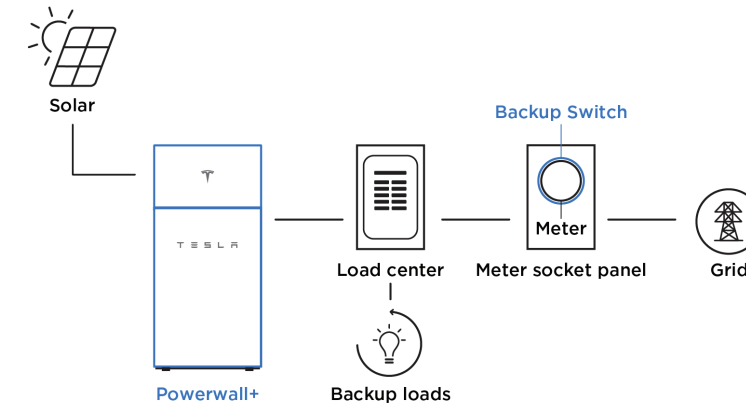 Solar
Backup Switch
TESLA
Meter
Load center
Meter socket panel
Grid
Powerwall+
Backup loads